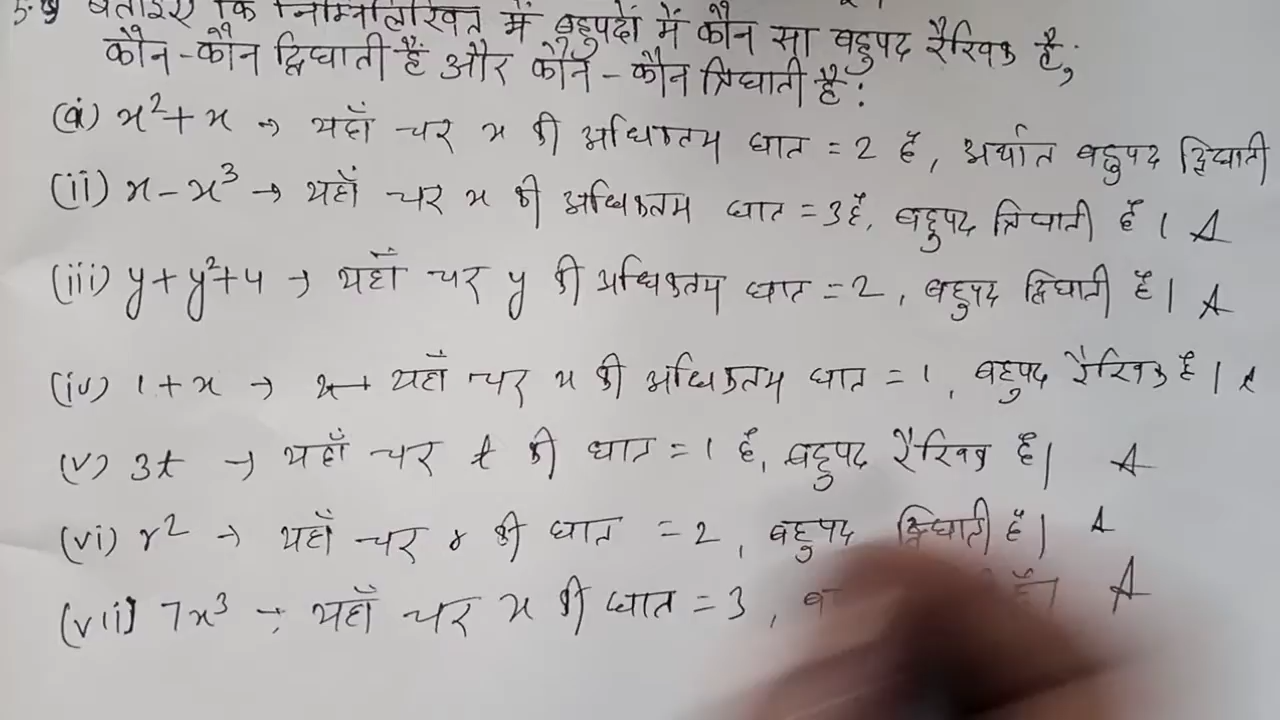 5. बताइए कि निम्नलिखित में बहुपदों में कौन सा बहुपद रैखिक है,
कौन-कौन द्विघाती हैं और कौन-कौन त्रिघाती है:
(i) x²+x → यहाँ चर x की अधिकतम घात = 2 है, अर्थात बहुपद द्विघाती
(ii) x-x³ → यहाँ चर x की अधिकतम घात = 3 है, बहुपद त्रिघाती है। A
(iii) y+y²+4 → यहाँ चर y की अधिकतम घात = 2, बहुपद द्विघाती है। A
(iv) 1+x → यहाँ चर x की अधिकतम घात = 1, बहुपद रैखिक है। A
(v) 3t → यहाँ चर t की घात = 1 है, बहुपद रैखिक है। A
(vi) r² → यहाँ चर r की घात = 2, बहुपद द्विघाती है। A
(vii) 7x³ → यहाँ चर x की घात = 3, है। A